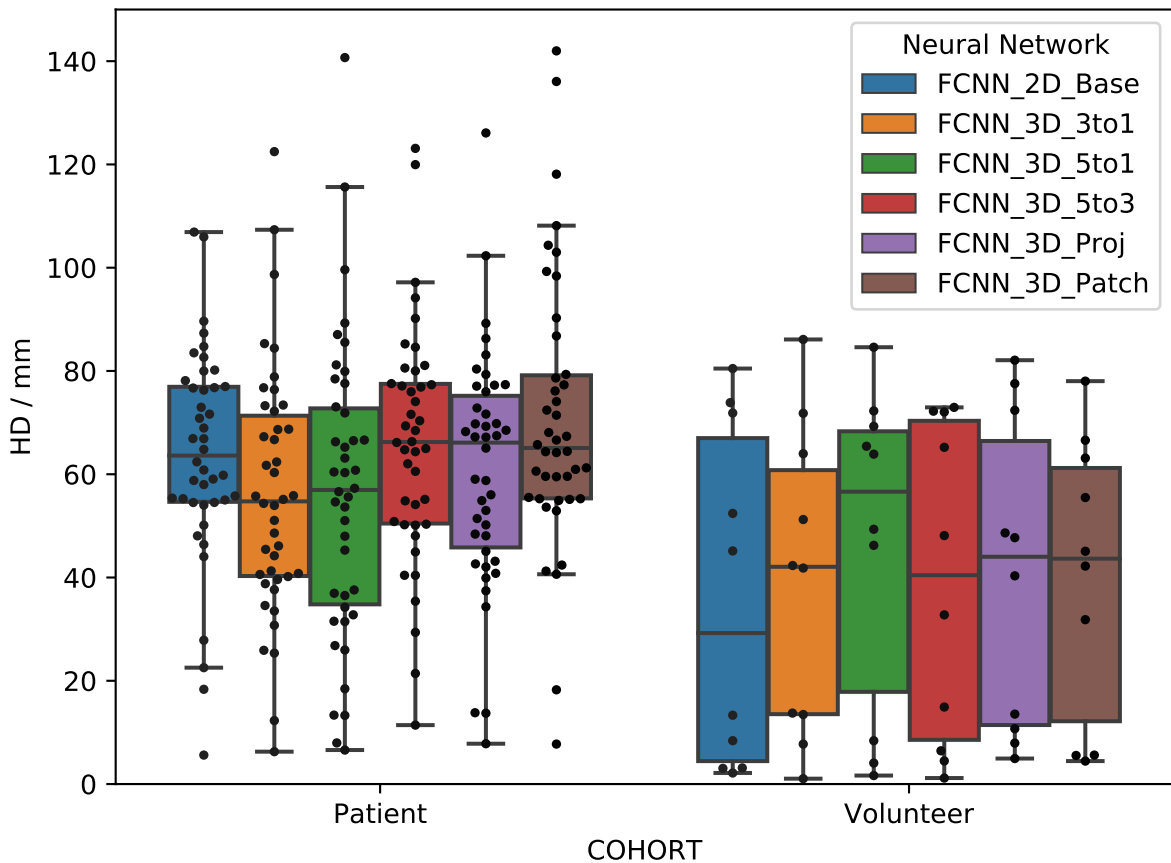 Neural Network
FCNN_2D_Base
FCNN_3D_3to1
FCNN_3D_5to1
FCNN_3D_5to3
FCNN_3D_Proj
FCNN_3D_Patch
HD / mm
140
120
100
80
60
40
20
0
Patient
Volunteer
COHORT